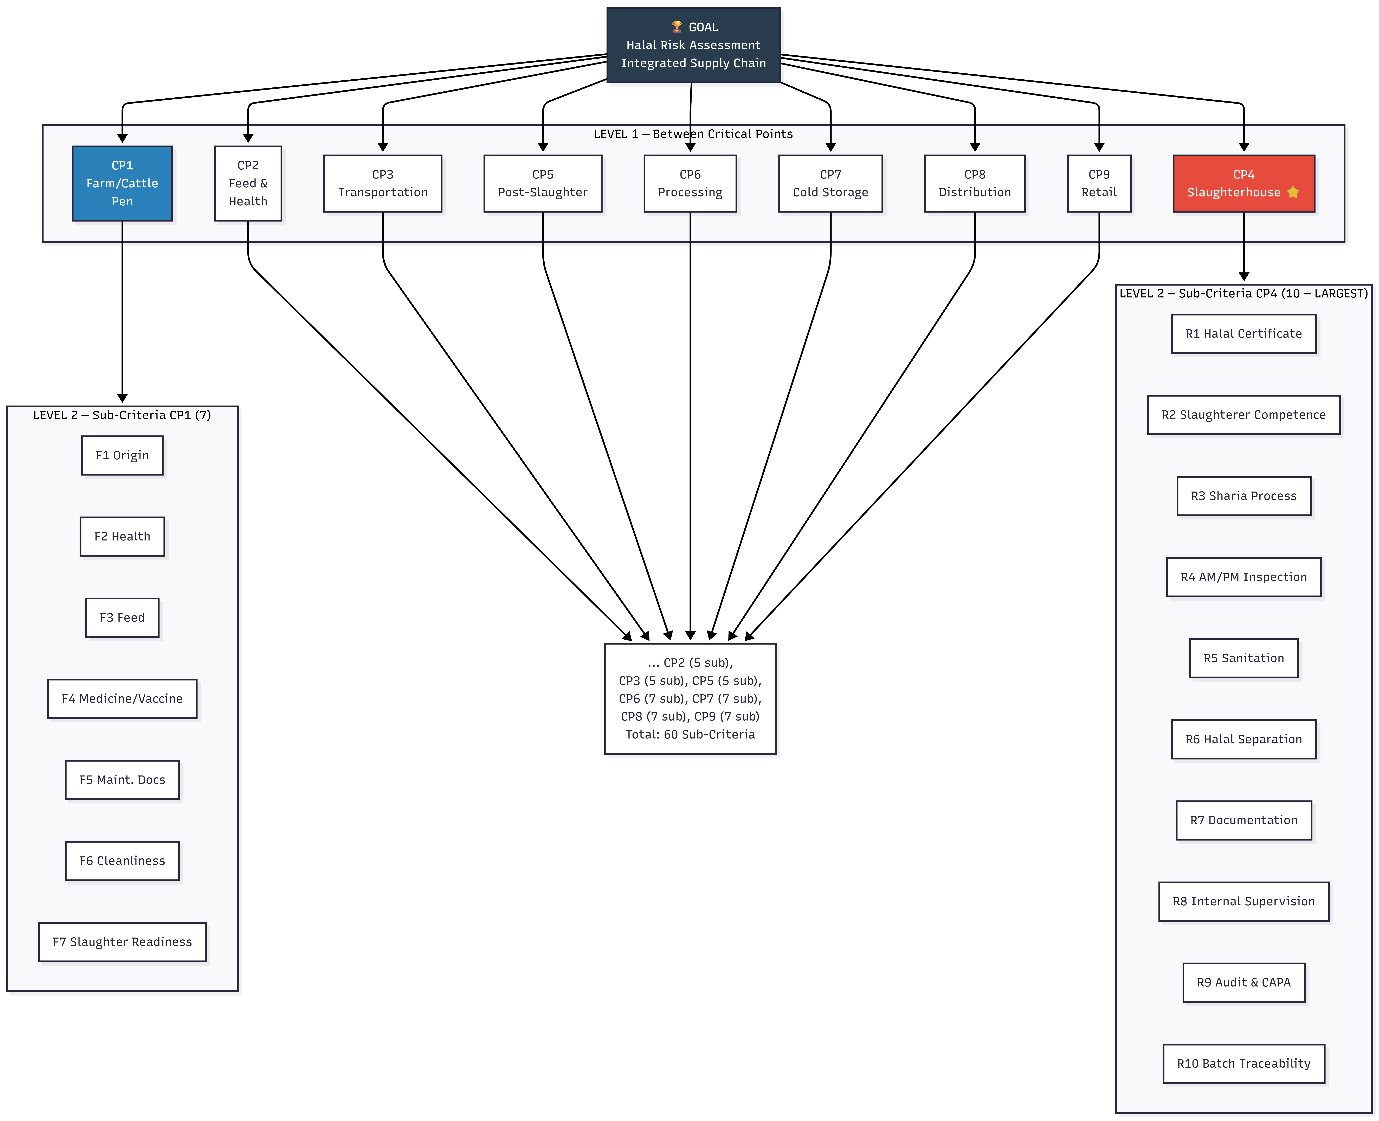 🏆 GOAL
Halal Risk Assessment
Integrated Supply Chain
LEVEL 1 — Between Critical Points
CP1
Farm/Cattle
Pen
CP2
Feed &
Health
CP3
Transportation
CP5
Post-Slaughter
CP6
Processing
CP7
Cold Storage
CP8
Distribution
CP9
Retail
CP4
Slaughterhouse ⭐
LEVEL 2 — Sub-Criteria CP1 (7)
F1 Origin
F2 Health
F3 Feed
F4 Medicine/Vaccine
F5 Maint. Docs
F6 Cleanliness
F7 Slaughter Readiness
... CP2 (5 sub),
CP3 (5 sub), CP5 (5 sub),
CP6 (7 sub), CP7 (7 sub),
CP8 (7 sub), CP9 (7 sub)
Total: 60 Sub-Criteria
LEVEL 2 — Sub-Criteria CP4 (10 — LARGEST)
R1 Halal Certificate
R2 Slaughterer Competence
R3 Sharia Process
R4 AM/PM Inspection
R5 Sanitation
R6 Halal Separation
R7 Documentation
R8 Internal Supervision
R9 Audit & CAPA
R10 Batch Traceability